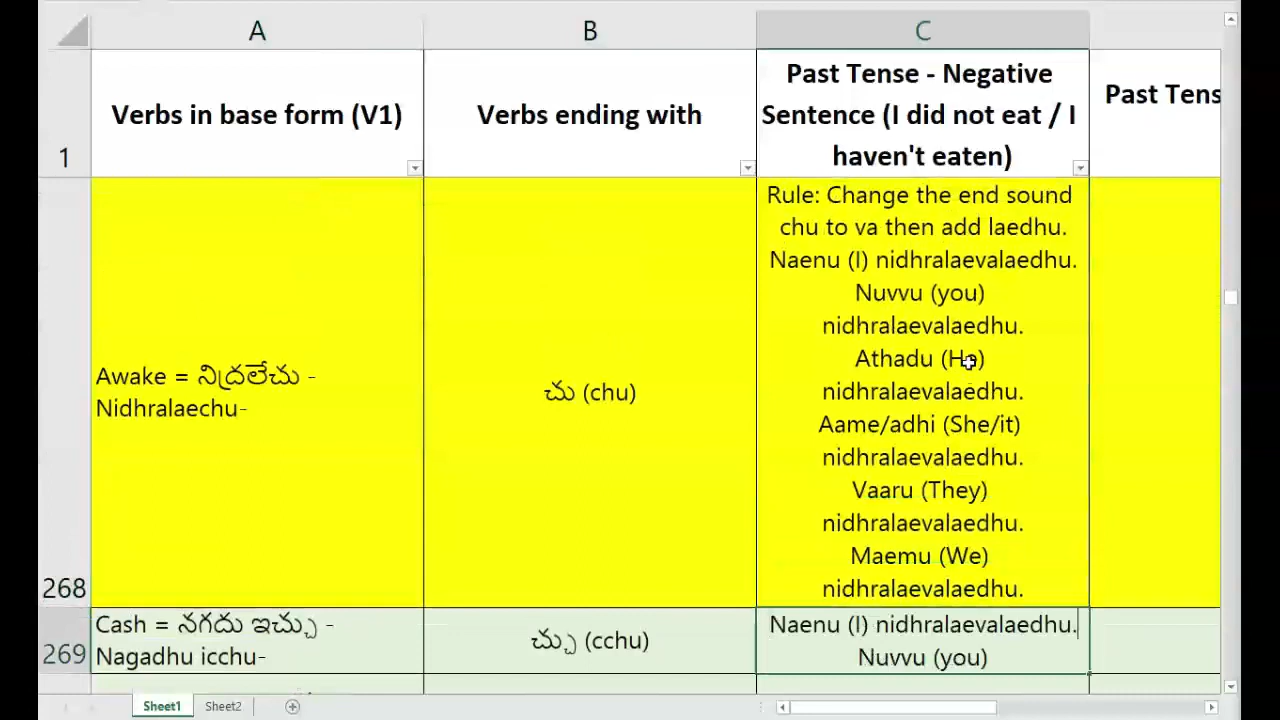 A
B
C
1
Verbs in base form (V1)
Verbs ending with
Past Tense - Negative
Sentence (I did not eat / I
haven't eaten)
Past Tens
268
Awake = నిద్రలేచు -
Nidhralaechu-
చు (chu)
Rule: Change the end sound
chu to va then add laedhu.
Naenu (I) nidhralaevalaedhu.
Nuvvu (you)
nidhralaevalaedhu.
Athadu (He)
nidhralaevalaedhu.
Aame/adhi (She/it)
nidhralaevalaedhu.
Vaaru (They)
nidhralaevalaedhu.
Maemu (We)
nidhralaevalaedhu.
269
Cash = నగదు ఇచ్చు -
Nagadhu icchu-
చ్చు (cchu)
Naenu (I) nidhralaevalaedhu.
Nuvvu (you)
Sheet1
Sheet2